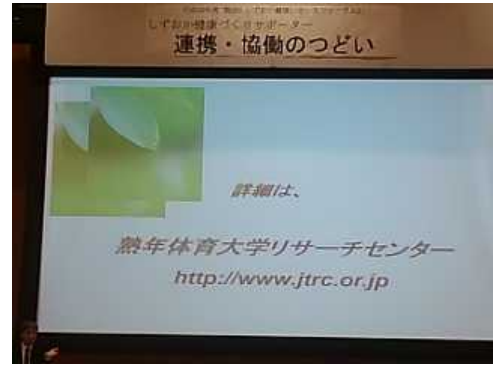 しずおか健康づくりサポーター
連携・協働のつどい
詳細は、
熟年体育大学リサーチセンター
http://www.jtrc.or.jp